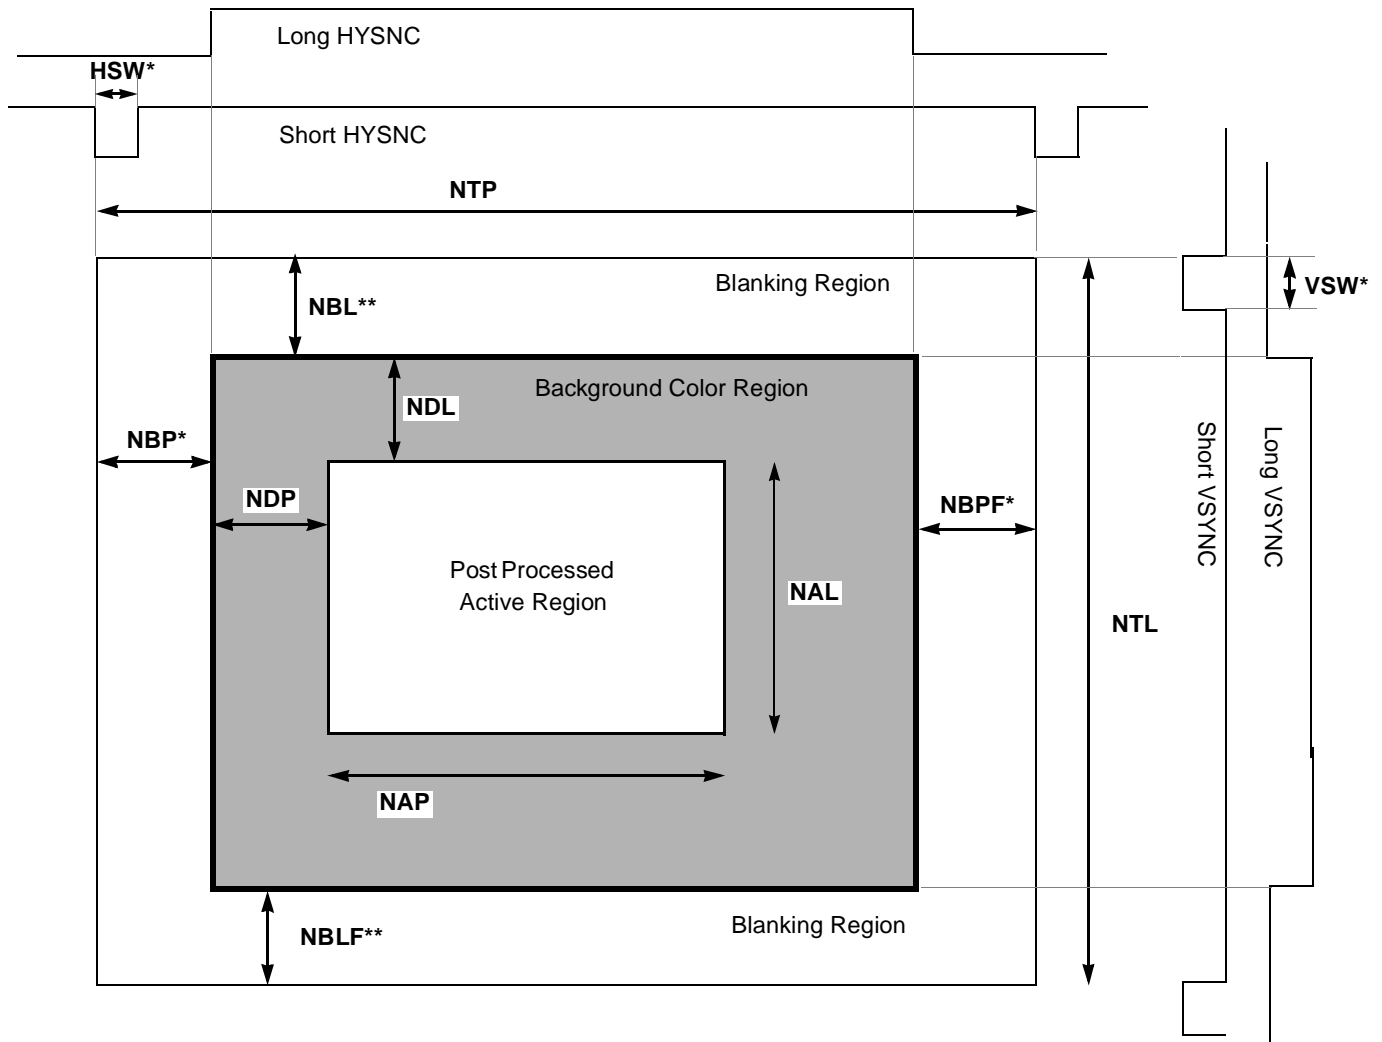 Long HYSNC
HSW*
Short HYSNC
NTP
Blanking Region
NBL**
VSW*
Background Color Region
NDL
NBP*
NDP
NBPF*
Short VSYNC
Long VSYNC
Post Processed
Active Region
NAL
NTL
NAP
Blanking Region
NBLF**